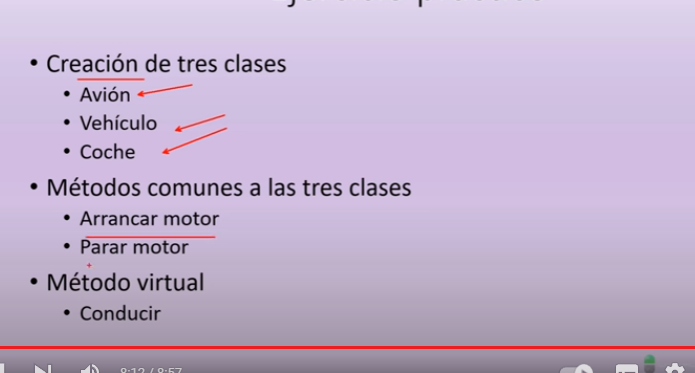 • Creación de tres clases
• Avión
• Vehículo
• Coche
• Métodos comunes a las tres clases
• Arrancar motor
• Parar motor
• Método virtual
• Conducir
8:12 / 8:57